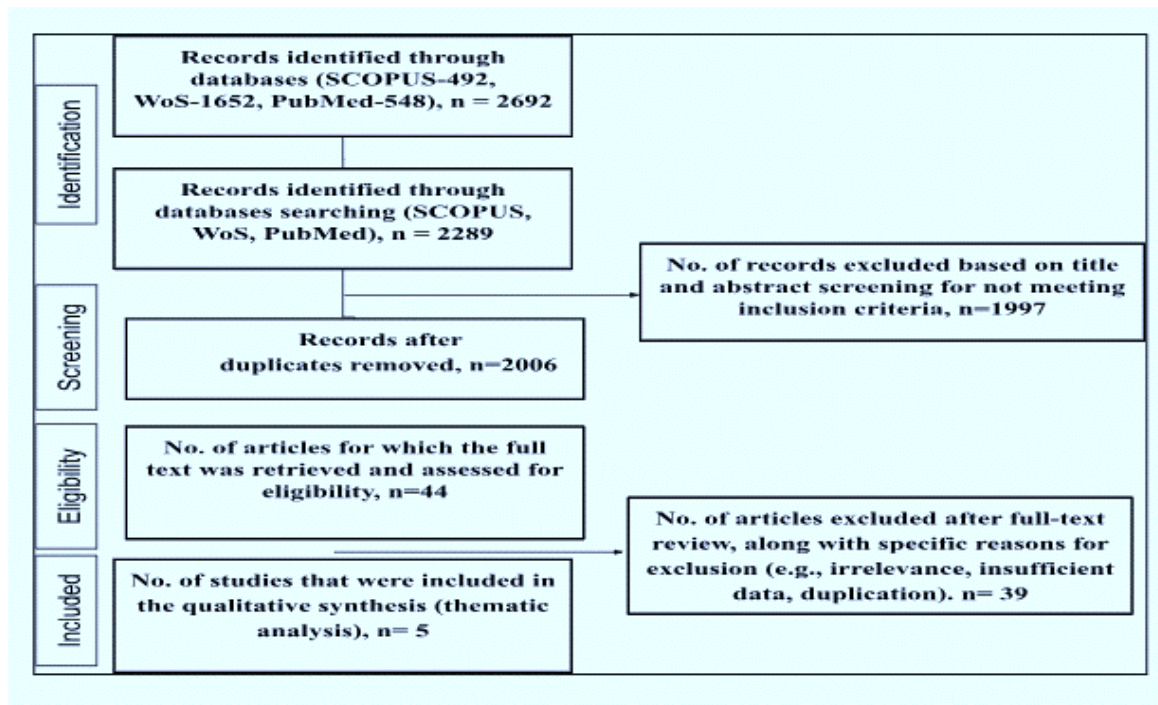 Identification
Records identified through
databases (SCOPUS-492,
WoS-1652, PubMed-548), n = 2692
Records identified through
databases searching (SCOPUS,
WoS, PubMed), n = 2289
No. of records excluded based on title
and abstract screening for not meeting
inclusion criteria, n=1997
Screening
Records after
duplicates removed, n=2006
Eligibility
No. of articles for which the full
text was retrieved and assessed for
eligibility, n=44
No. of articles excluded after full-text
review, along with specific reasons for
exclusion (e.g., irrelevance, insufficient
data, duplication). n= 39
Included
No. of studies that were included in
the qualitative synthesis (thematic
analysis), n= 5